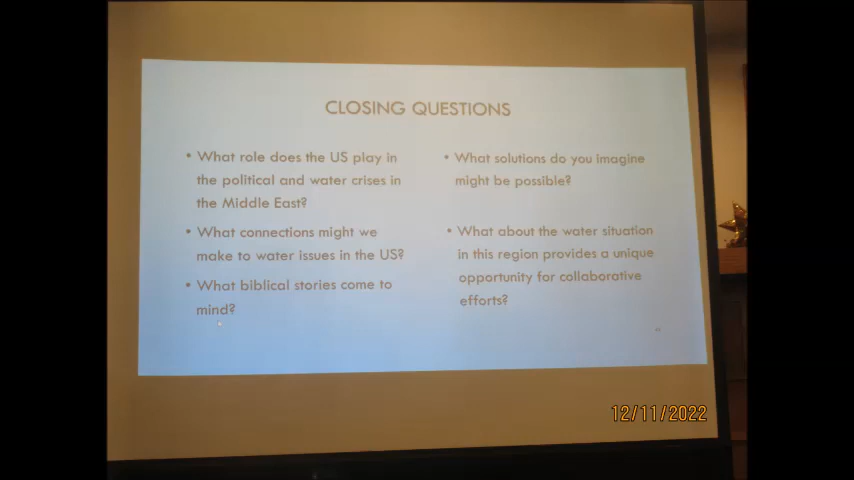 CLOSING QUESTIONS
• What role does the US play in
the political and water crises in
the Middle East?
• What connections might we
make to water issues in the US?
• What biblical stories come to
mind?
• What solutions do you imagine
might be possible?
• What about the water situation
in this region provides a unique
opportunity for collaborative
efforts?
12/11/2022